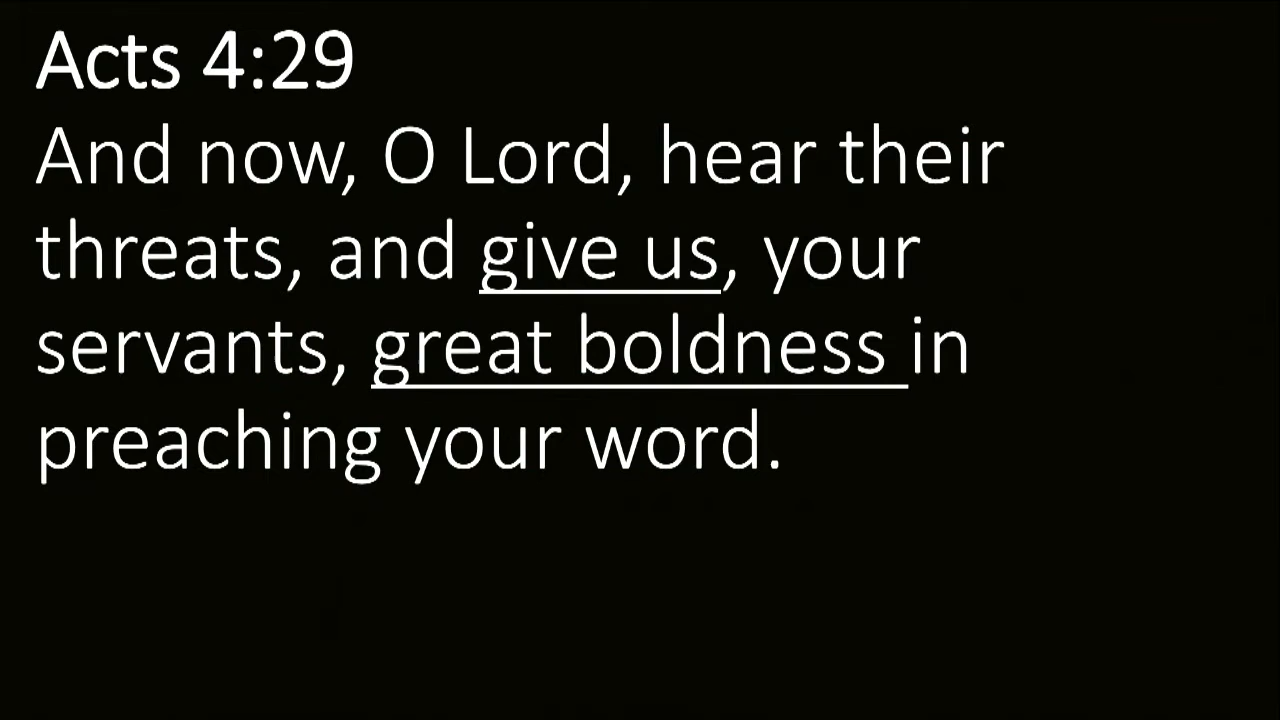 Acts 4:29
And now, O Lord, hear their
threats, and give us, your
servants, great boldness in
preaching your word.